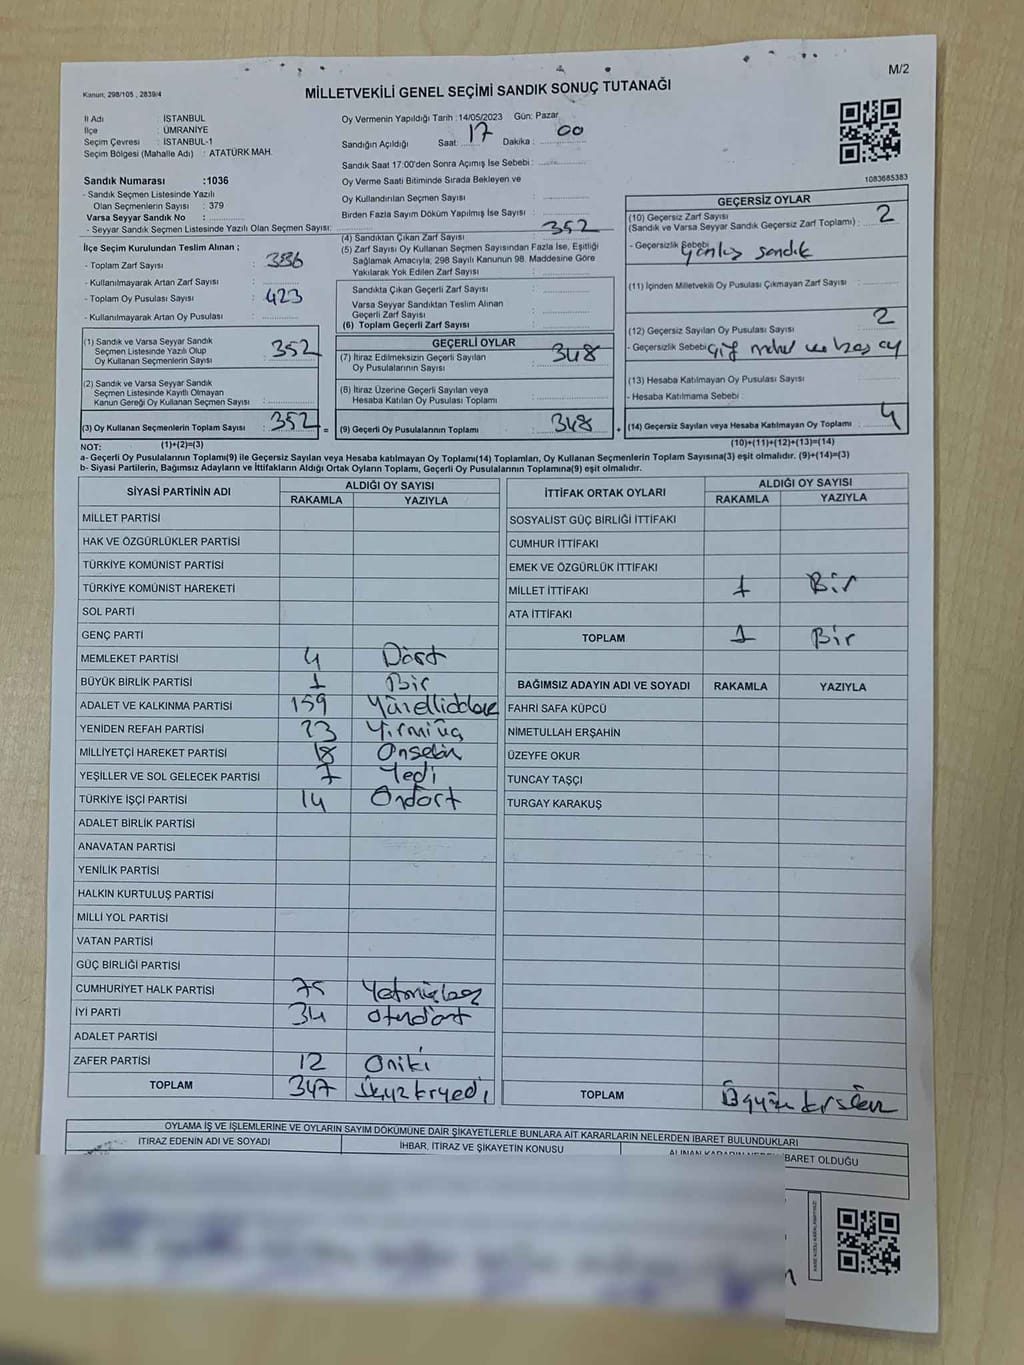 M/2
Kanun, 298/105 , 2839/4
MİLLETVEKİLİ GENEL SEÇİMİ SANDIK SONUÇ TUTANAĞI
İl Adı : İSTANBUL
İlçe : ÜMRANİYE
Seçim Çevresi : İSTANBUL-1
Seçim Bölgesi (Mahalle Adı) : ATATÜRK MAH.
Sandık Numarası :1036
- Sandık Seçmen Listesinde Yazılı
Olan Seçmenlerin Sayısı : 379
Varsa Seyyar Sandık No :
- Seyyar Sandık Seçmen Listesinde Yazılı Olan Seçmen Sayısı:
İlçe Seçim Kurulundan Teslim Alınan ;
- Toplam Zarf Sayısı :
- Kullanılmayarak Artan Zarf Sayısı :
- Toplam Oy Pusulası Sayısı : 423
- Kullanılmayarak Artan Oy Pusulası :
Oy Vermenin Yapıldığı Tarih :14/05/2023 Gün: Pazar
Sandığın Açıldığı Saat: 17 Dakika : 00
Sandık Saat 17:00'den Sonra Açımış İse Sebebi :
Oy Verme Saati Bitiminde Sırada Bekleyen ve
Oy Kullandırılan Seçmen Sayısı :
Birden Fazla Sayım Döküm Yapılmış İse Sayısı :
(4) Sandıktan Çıkan Zarf Sayısı : 352
(5) Zarf Sayısı Oy Kullanan Seçmen Sayısından Fazla İse, Eşitliği
Sağlamak Amacıyla; 298 Sayılı Kanunun 98. Maddesine Göre
Yakılarak Yok Edilen Zarf Sayısı :
Sandıkta Çıkan Geçerli Zarf Sayısı :
Varsa Seyyar Sandıktan Teslim Alınan
Geçerli Zarf Sayısı :
(6) Toplam Geçerli Zarf Sayısı :
1083685383
GEÇERSİZ OYLAR
(10) Geçersiz Zarf Sayısı
(Sandık ve Varsa Seyyar Sandık Geçersiz Zarf Toplamı) : 2
- Geçersizlik Sebebi yanlış sandık
(11) İçinden Milletvekili Oy Pusulası Çıkmayan Zarf Sayısı :
(12) Geçersiz Sayılan Oy Pusulası Sayısı : 2
- Geçersizlik Sebebi: çift mühür ve boş oy
(13) Hesaba Katılmayan Oy Pusulası Sayısı :
- Hesaba Katılmama Sebebi :
(14) Geçersiz Sayılan veya Hesaba Katılmayan Oy Toplamı : 4
(1) Sandık ve Varsa Seyyar Sandık
Seçmen Listesinde Yazılı Olup
Oy Kullanan Seçmenlerin Sayısı : 352
(2) Sandık ve Varsa Seyyar Sandık
Seçmen Listesinde Kayıtlı Olmayan
Kanun Gereği Oy Kullanan Seçmen Sayısı :
(3) Oy Kullanan Seçmenlerin Toplam Sayısı : 352 =
GEÇERLİ OYLAR
(7) İtiraz Edilmeksizin Geçerli Sayılan
Oy Pusulalarının Sayısı : 348
(8) İtiraz Üzerine Geçerli Sayılan veya
Hesaba Katılan Oy Pusulası Toplamı :
(9) Geçerli Oy Pusulalarının Toplamı : 348 +
NOT: (1)+(2)=(3) (10)+(11)+(12)+(13)=(14)
a- Geçerli Oy Pusulalarının Toplamı(9) ile Geçersiz Sayılan veya Hesaba katılmayan Oy Toplamı(14) Toplamları, Oy Kullanan Seçmenlerin Toplam Sayısına(3) eşit olmalıdır. (9)+(14)=(3)
b- Siyasi Partilerin, Bağımsız Adayların ve İttifakların Aldığı Ortak Oyların Toplamı, Geçerli Oy Pusulalarının Toplamına(9) eşit olmalıdır.
SİYASİ PARTİNİN ADI ALDIĞI OY SAYISI
RAKAMLA YAZIYLA
MİLLET PARTİSİ
HAK VE ÖZGÜRLÜKLER PARTİSİ
TÜRKİYE KOMÜNİST PARTİSİ
TÜRKİYE KOMÜNİST HAREKETİ
SOL PARTİ
GENÇ PARTİ
MEMLEKET PARTİSİ 4 Dört
BÜYÜK BİRLİK PARTİSİ 1 Bir
ADALET VE KALKINMA PARTİSİ 159
YENİDEN REFAH PARTİSİ 23 Yirmiüç
MİLLİYETÇİ HAREKET PARTİSİ 18 Onsekiz
YEŞİLLER VE SOL GELECEK PARTİSİ 7 Yedi
TÜRKİYE İŞÇİ PARTİSİ 14 Ondört
ADALET BİRLİK PARTİSİ
ANAVATAN PARTİSİ
YENİLİK PARTİSİ
HALKIN KURTULUŞ PARTİSİ
MİLLİ YOL PARTİSİ
VATAN PARTİSİ
GÜÇ BİRLİĞİ PARTİSİ
CUMHURİYET HALK PARTİSİ 75 Yetmişbeş
İYİ PARTİ 34 otuzdört
ADALET PARTİSİ
ZAFER PARTİSİ 12 Oniki
TOPLAM 347
İTTİFAK ORTAK OYLARI ALDIĞI OY SAYISI
RAKAMLA YAZIYLA
SOSYALİST GÜÇ BİRLİĞİ İTTİFAKI
CUMHUR İTTİFAKI
EMEK VE ÖZGÜRLÜK İTTİFAKI
MİLLET İTTİFAKI 1 Bir
ATA İTTİFAKI
TOPLAM 1 Bir
BAĞIMSIZ ADAYIN ADI VE SOYADI RAKAMLA YAZIYLA
FAHRİ SAFA KÜPCÜ
NİMETULLAH ERŞAHİN
ÜZEYFE OKUR
TUNCAY TAŞÇI
TURGAY KARAKUŞ
TOPLAM
OYLAMA İŞ VE İŞLEMLERİNE VE OYLARIN SAYIM DÖKÜMÜNE DAİR ŞİKAYETLERLE BUNLARA AİT KARARLARIN NELERDEN İBARET BULUNDUKLARI
İTİRAZ EDENİN ADI VE SOYADI İHBAR, İTİRAZ VE ŞİKAYETİN KONUSU ALINAN İBARET OLDUĞU